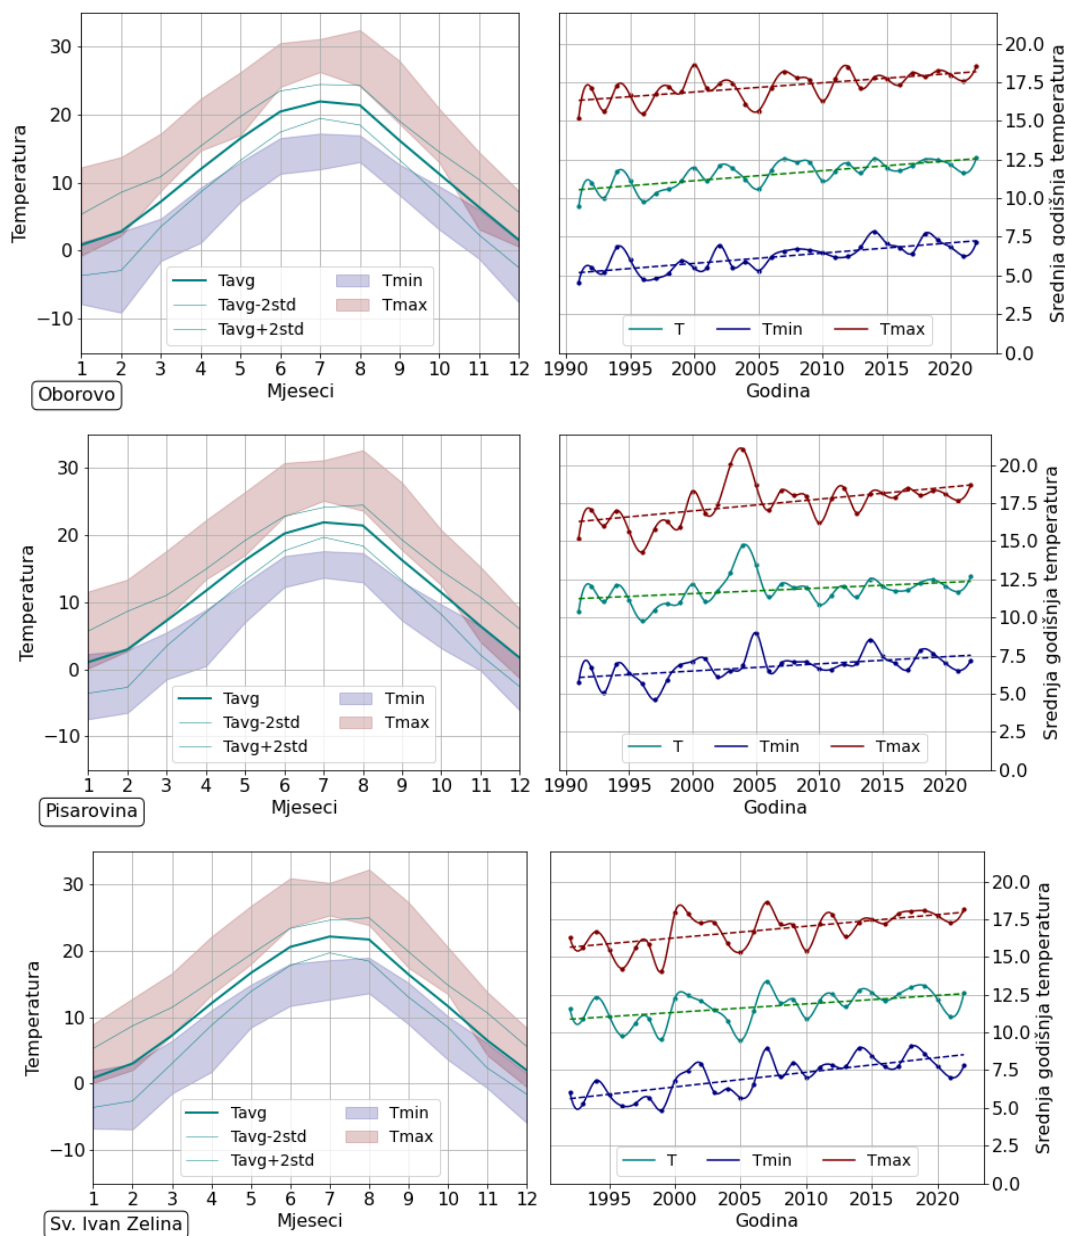 Temperatura
30
20
10
0
−10
Tavg
Tavg-2std
Tavg+2std
Tmin
Tmax
1 2 3 4 5 6 7 8 9 10 11 12
Mjeseci
Oborovo
20.0
17.5
15.0
12.5
10.0
7.5
5.0
2.5
0.0
Srednja godišnja temperatura
T Tmin Tmax
1990 1995 2000 2005 2010 2015 2020
Godina
Temperatura
30
20
10
0
−10
Tavg
Tavg-2std
Tavg+2std
Tmin
Tmax
1 2 3 4 5 6 7 8 9 10 11 12
Mjeseci
Pisarovina
20.0
17.5
15.0
12.5
10.0
7.5
5.0
2.5
0.0
Srednja godišnja temperatura
T Tmin Tmax
1990 1995 2000 2005 2010 2015 2020
Godina
Temperatura
30
20
10
0
−10
Tavg
Tavg-2std
Tavg+2std
Tmin
Tmax
1 2 3 4 5 6 7 8 9 10 11 12
Mjeseci
Sv. Ivan Zelina
20.0
17.5
15.0
12.5
10.0
7.5
5.0
2.5
0.0
Srednja godišnja temperatura
T Tmin Tmax
1995 2000 2005 2010 2015 2020
Godina